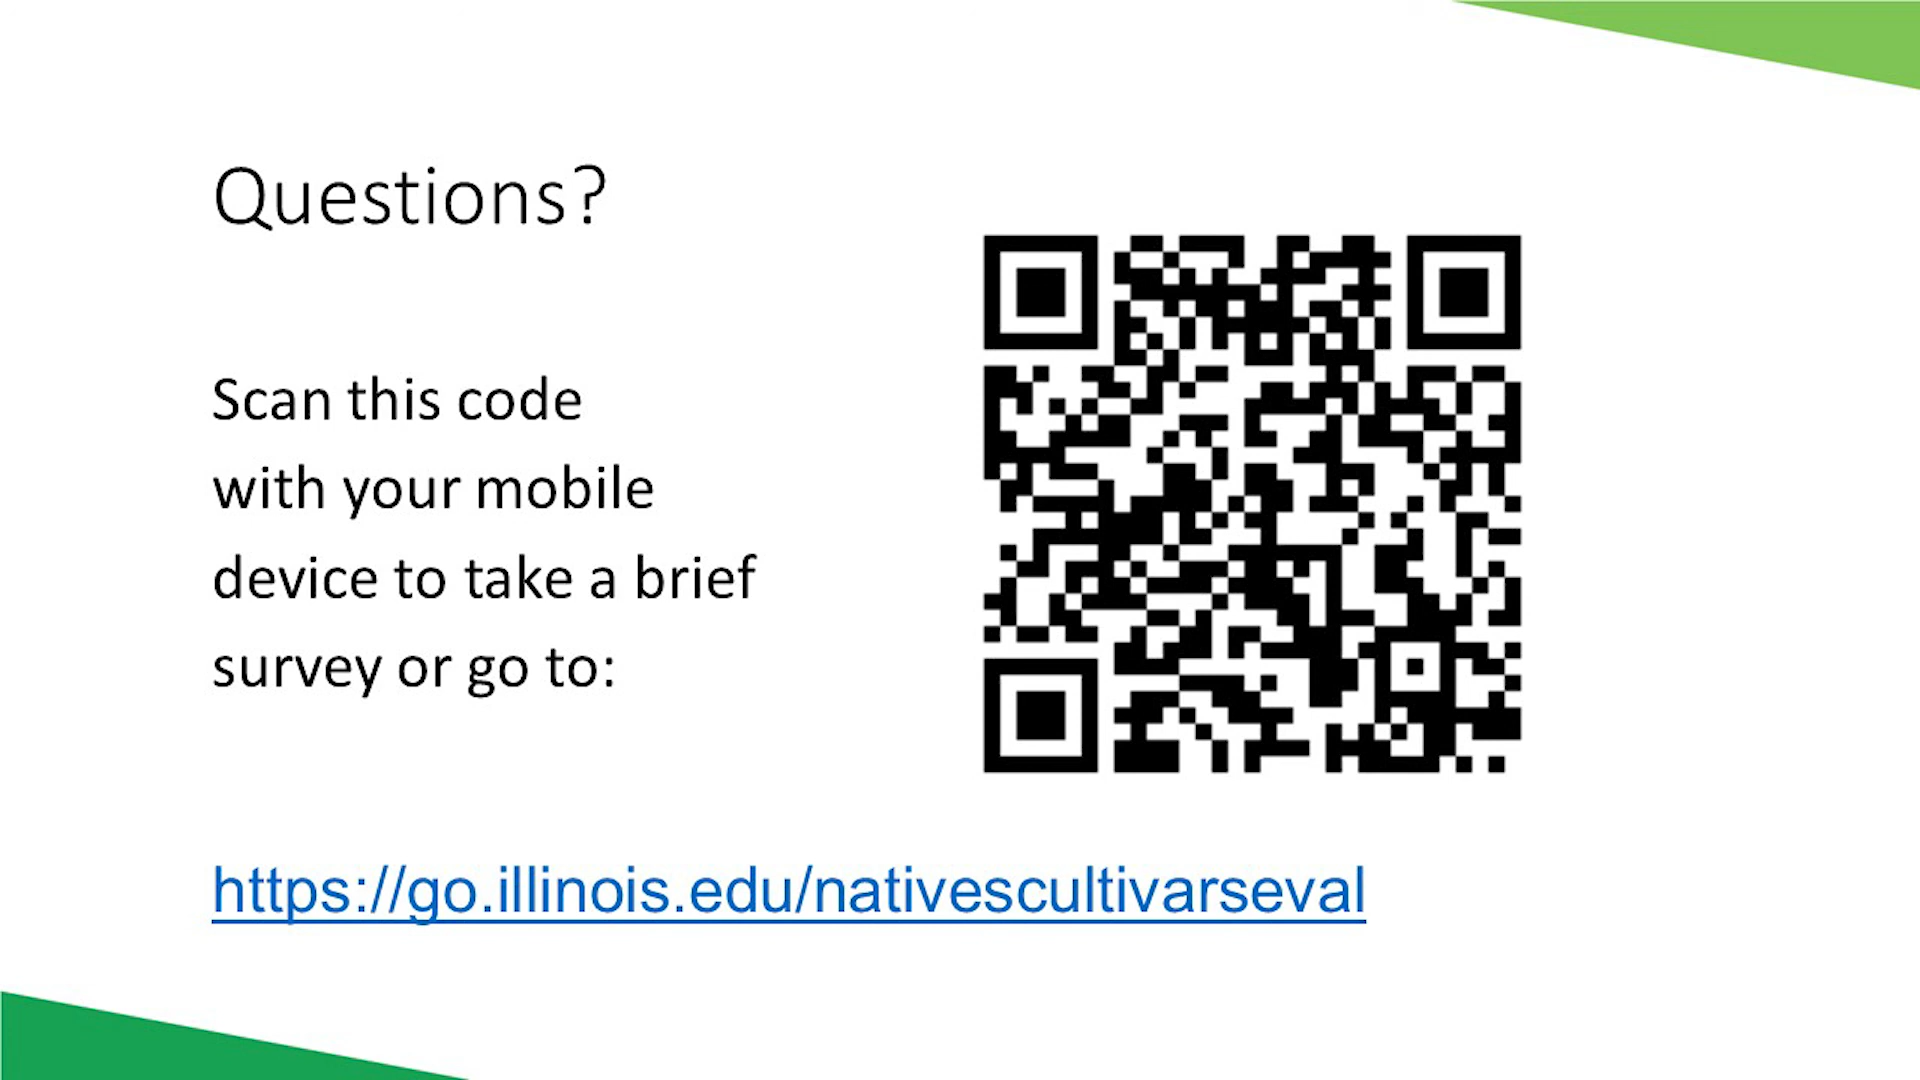 Questions?
Scan this code
with your mobile
device to take a brief
survey or go to:
https://go.illinois.edu/nativescultivarseval